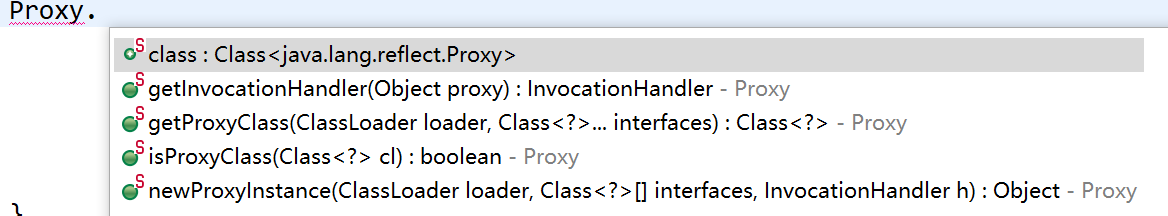 Proxy.
class : Class<java.lang.reflect.Proxy>
getInvocationHandler(Object proxy) : InvocationHandler - Proxy
getProxyClass(ClassLoader loader, Class<?>... interfaces) : Class<?> - Proxy
isProxyClass(Class<?> cl) : boolean - Proxy
newProxyInstance(ClassLoader loader, Class<?>[] interfaces, InvocationHandler h) : Object - Proxy
}